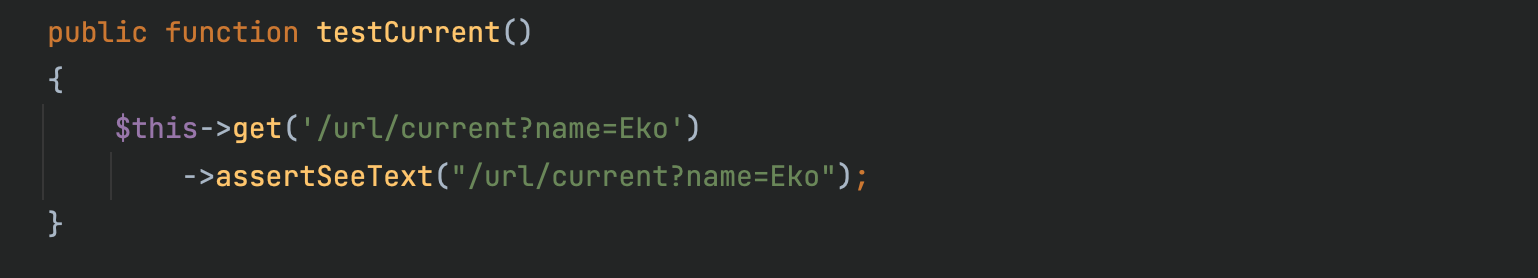 public function testCurrent()
{
    $this->get('/url/current?name=Eko')
        ->assertSeeText("/url/current?name=Eko");
}